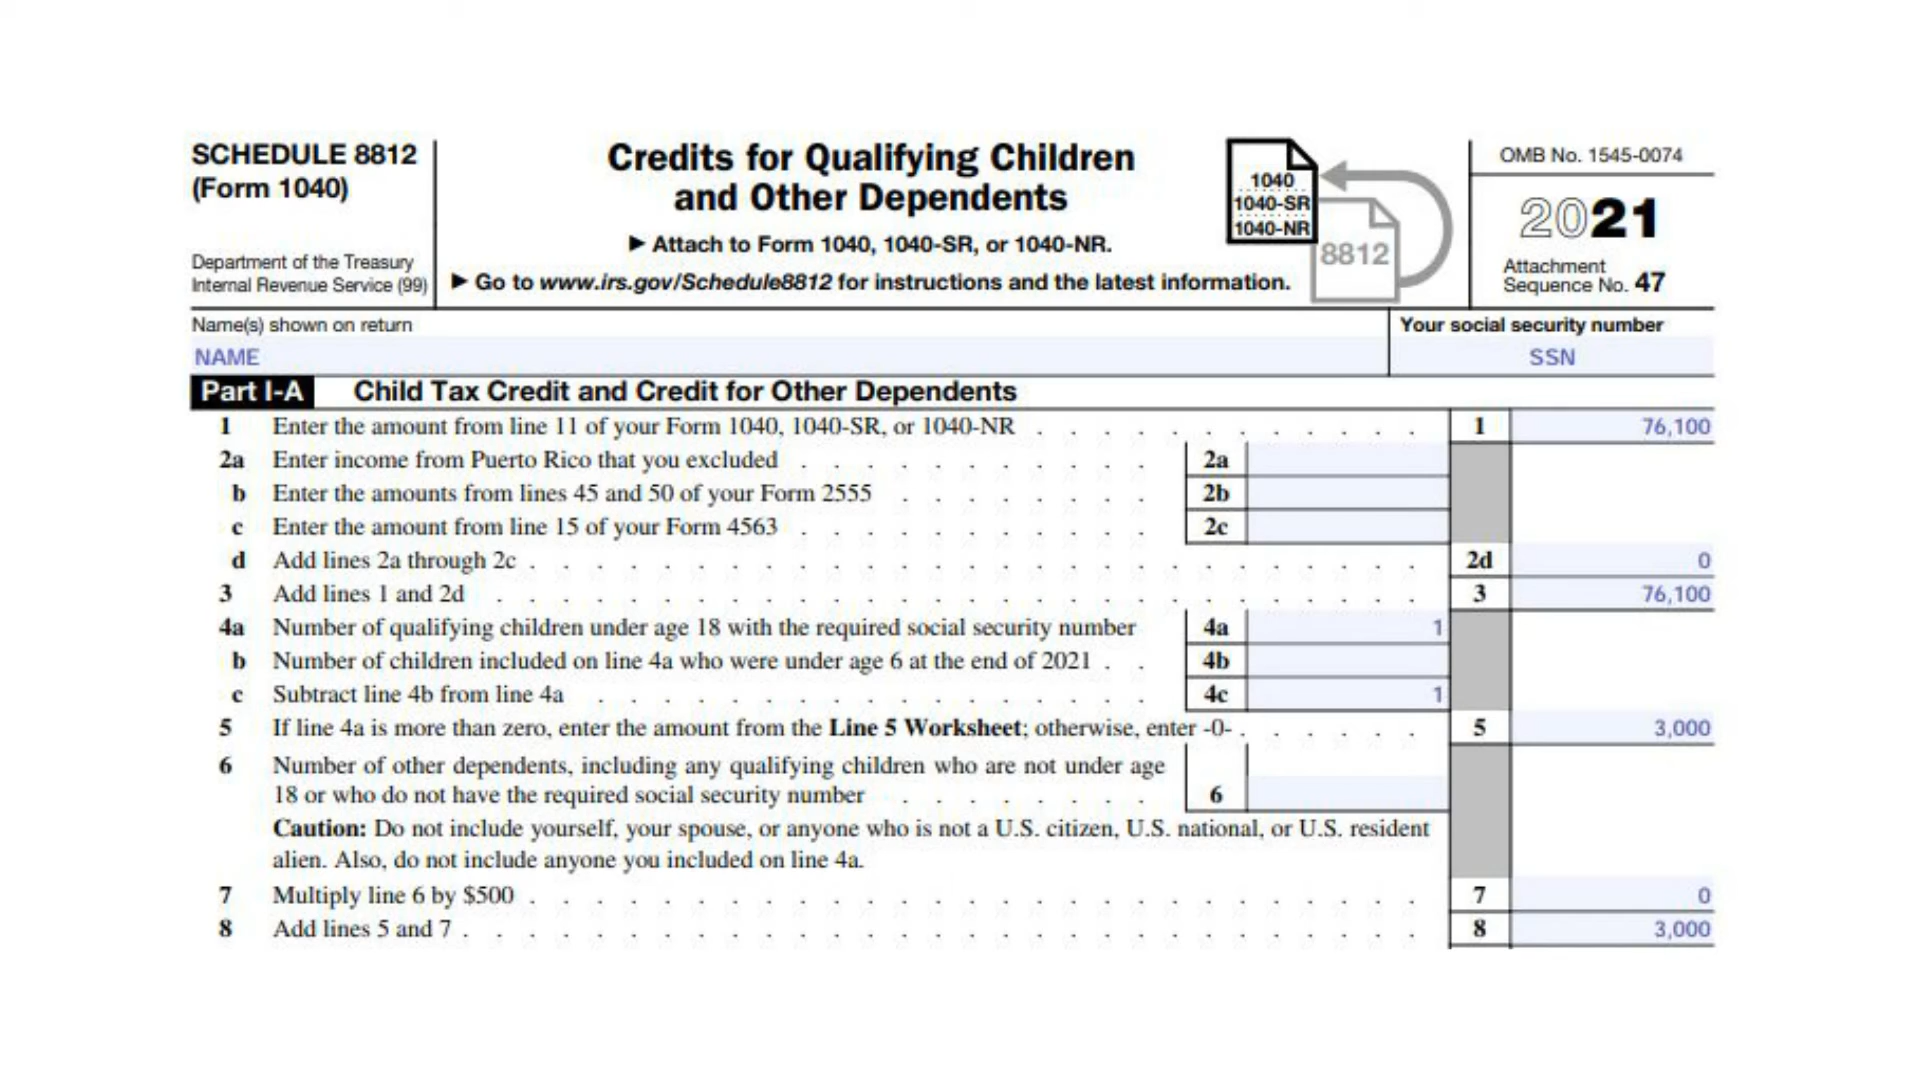 SCHEDULE 8812
(Form 1040)
Department of the Treasury
Internal Revenue Service (99)
Credits for Qualifying Children
and Other Dependents
▶ Attach to Form 1040, 1040-SR, or 1040-NR.
▶ Go to www.irs.gov/Schedule8812 for instructions and the latest information.
1040
1040-SR
1040-NR
8812
OMB No. 1545-0074
2021
Attachment
Sequence No. 47
Name(s) shown on return
NAME
Your social security number
SSN
Part I-A Child Tax Credit and Credit for Other Dependents
1 Enter the amount from line 11 of your Form 1040, 1040-SR, or 1040-NR 1 76,100
2a Enter income from Puerto Rico that you excluded 2a
b Enter the amounts from lines 45 and 50 of your Form 2555 2b
c Enter the amount from line 15 of your Form 4563 2c
d Add lines 2a through 2c 2d 0
3 Add lines 1 and 2d 3 76,100
4a Number of qualifying children under age 18 with the required social security number 4a 1
b Number of children included on line 4a who were under age 6 at the end of 2021 4b
c Subtract line 4b from line 4a 4c 1
5 If line 4a is more than zero, enter the amount from the Line 5 Worksheet; otherwise, enter -0- 5 3,000
6 Number of other dependents, including any qualifying children who are not under age
18 or who do not have the required social security number 6
Caution: Do not include yourself, your spouse, or anyone who is not a U.S. citizen, U.S. national, or U.S. resident
alien. Also, do not include anyone you included on line 4a.
7 Multiply line 6 by $500 7 0
8 Add lines 5 and 7 8 3,000